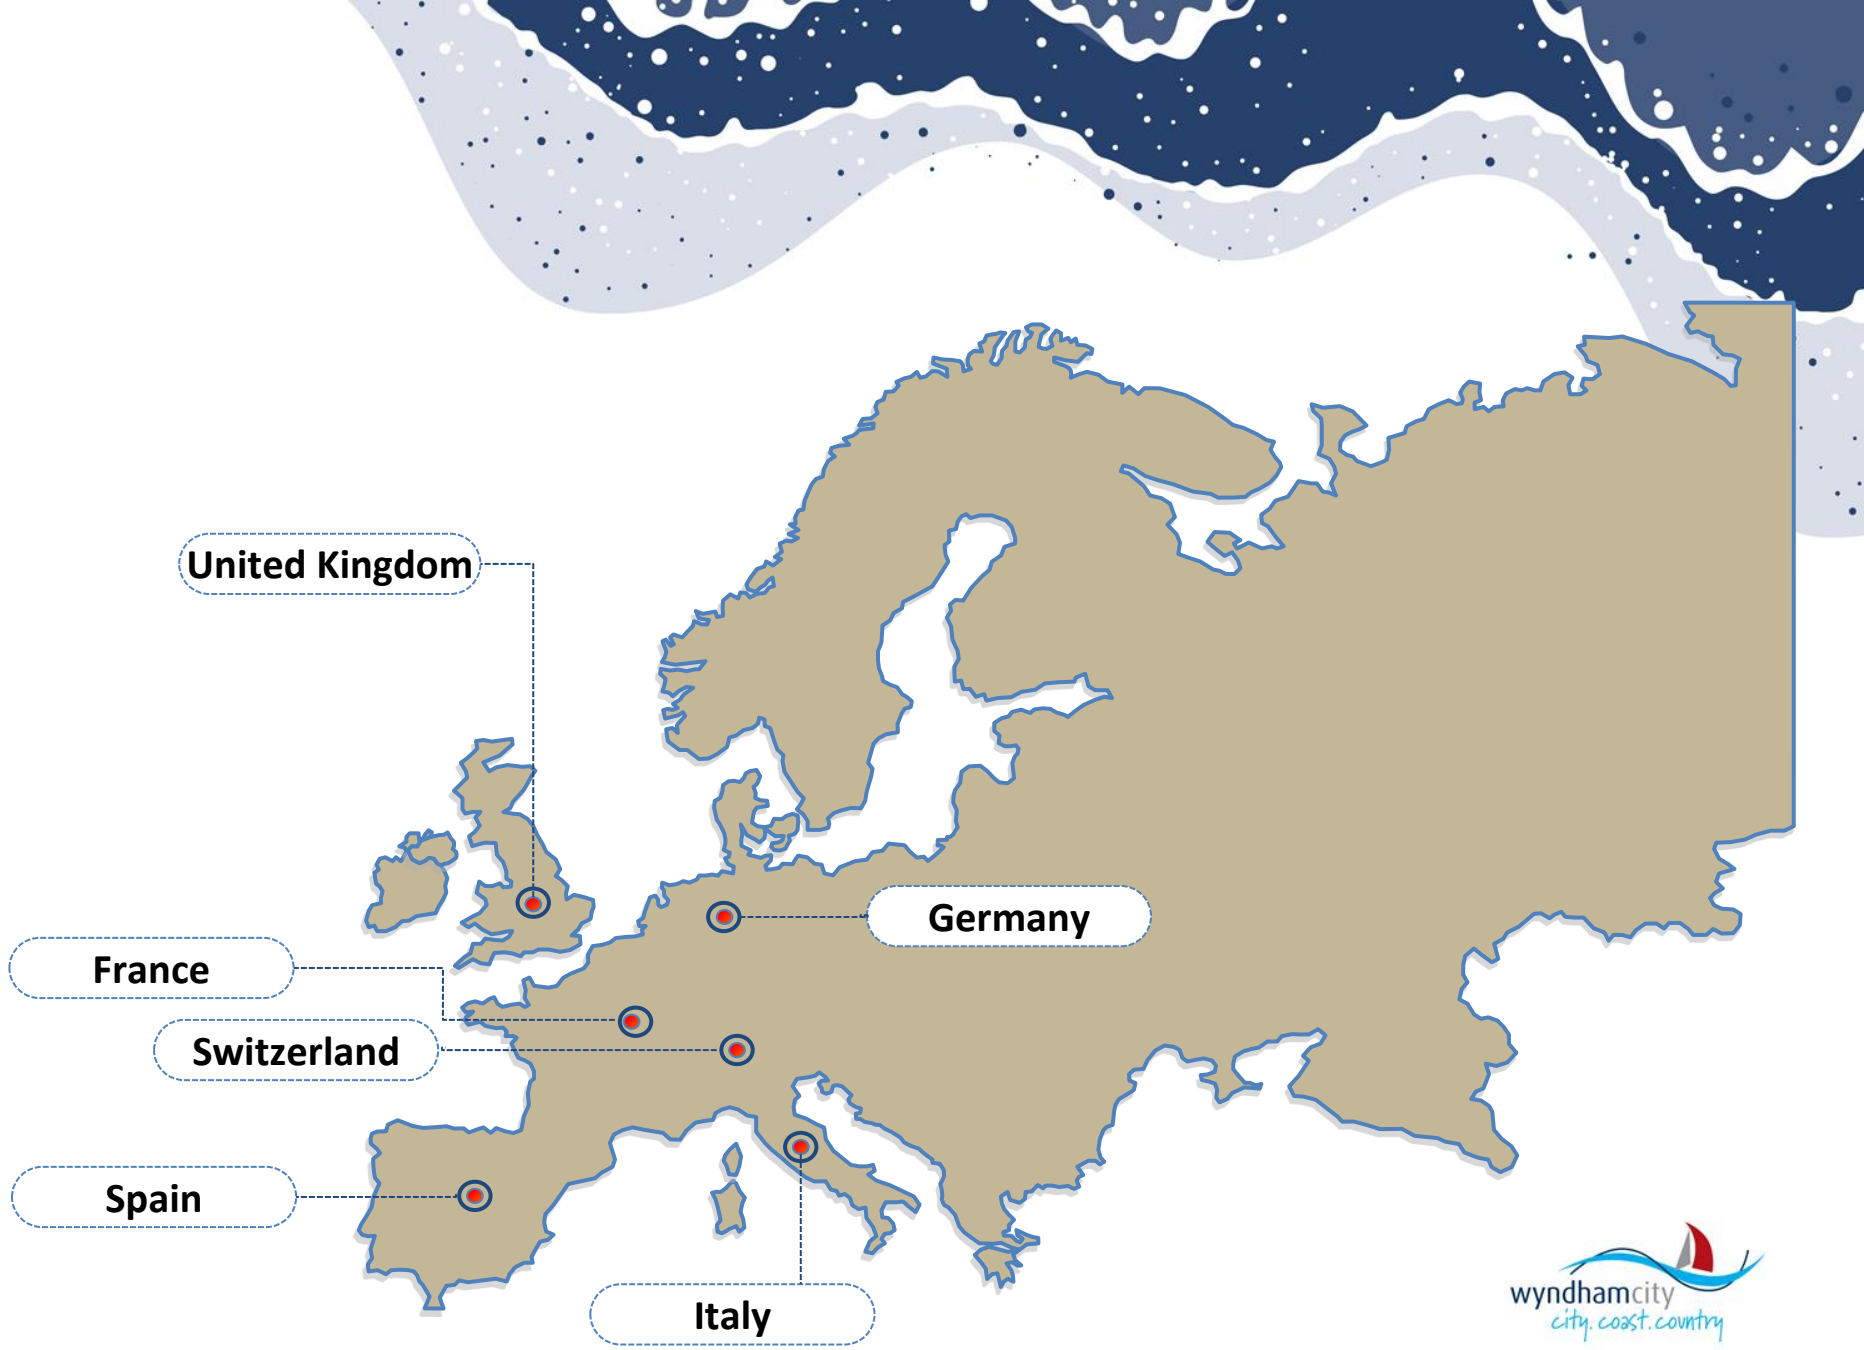 United Kingdom
Germany
France
Switzerland
Spain
Italy
wyndhamcity
city. coast. country